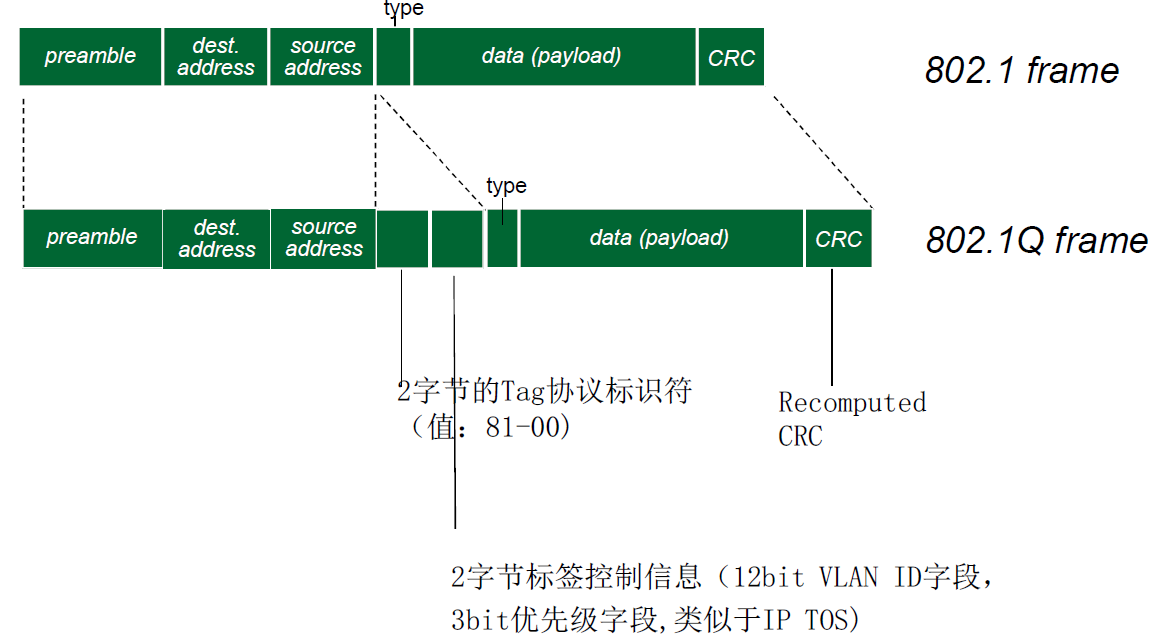 type
preamble
dest.
address
source
address
data (payload)
CRC
802.1 frame
type
preamble
dest.
address
source
address
data (payload)
CRC
802.1Q frame
2字节的Tag协议标识符
（值：81-00)
Recomputed
CRC
2字节标签控制信息（12bit VLAN ID字段，
3bit优先级字段,类似于IP TOS)